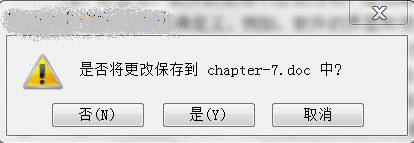 是否将更改保存到 chapter-7.doc 中?
否(N) 是(Y) 取消